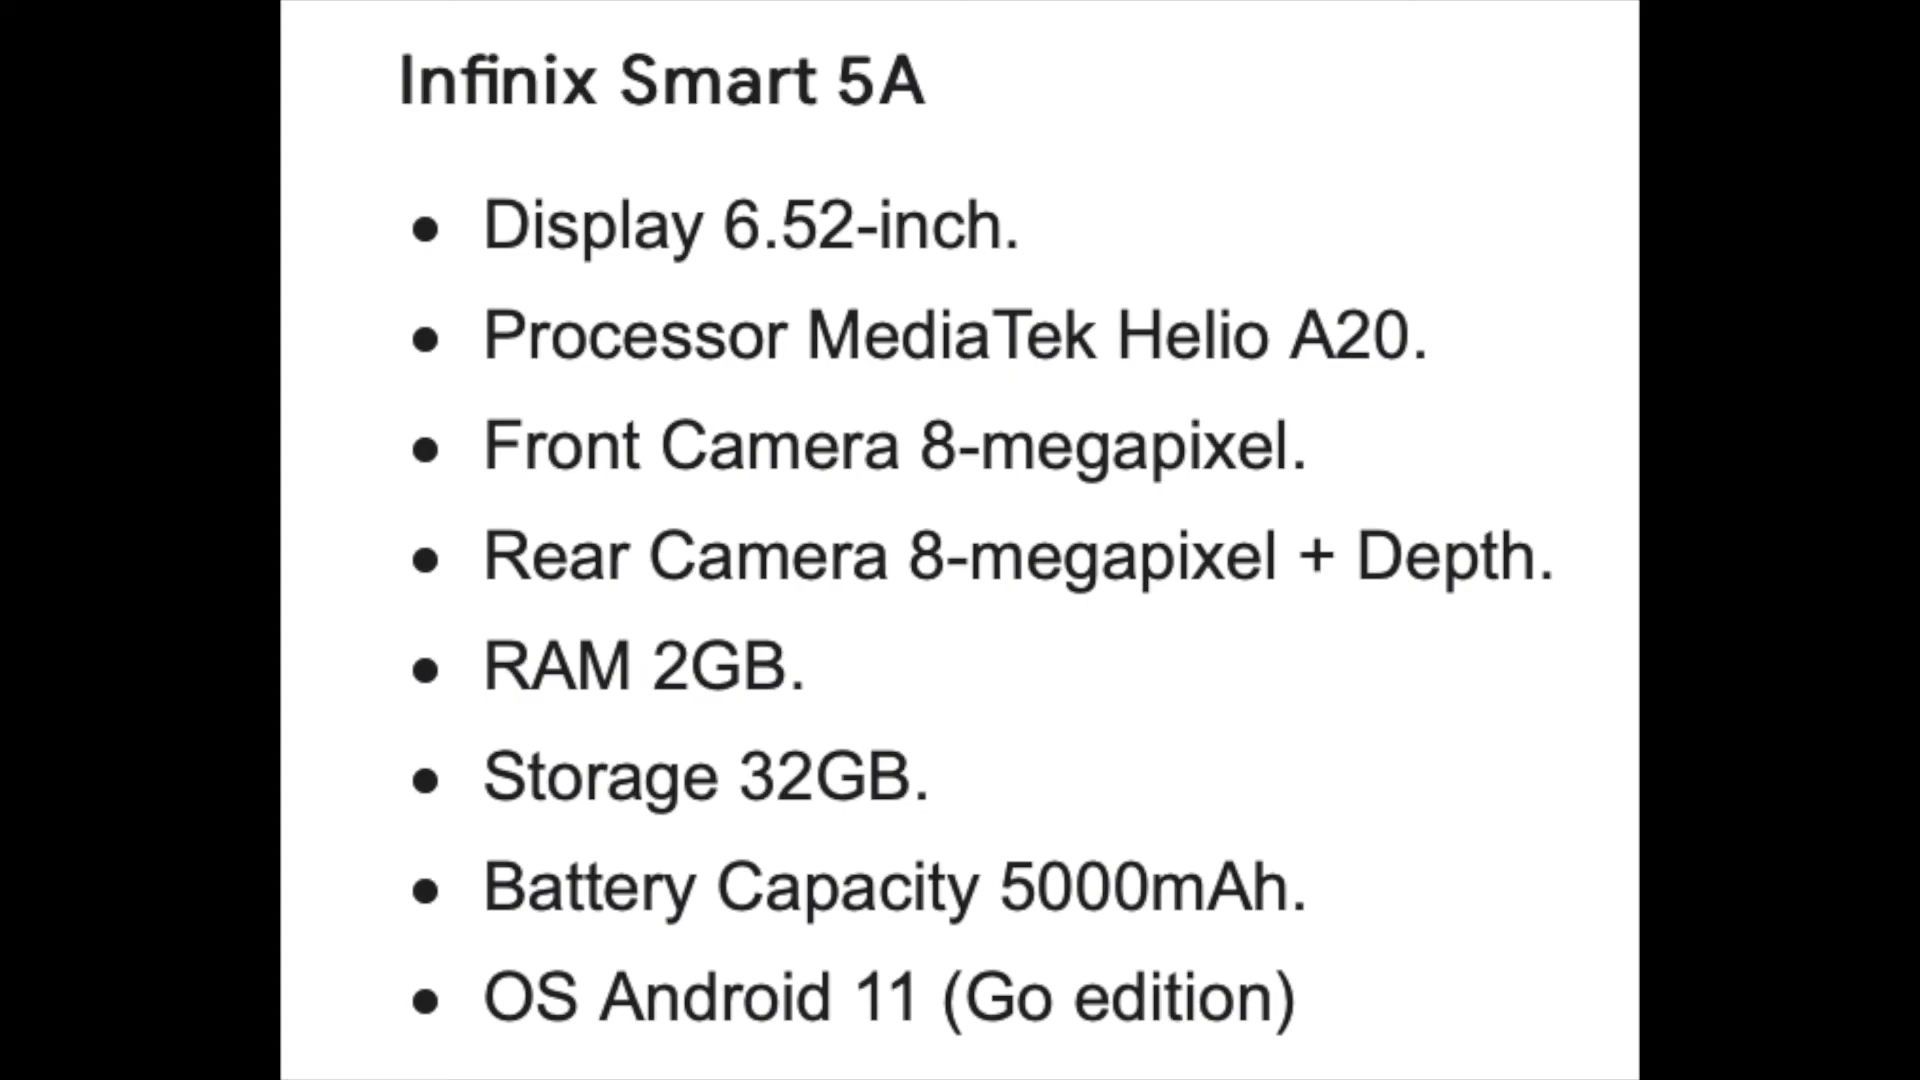 Infinix Smart 5A
• Display 6.52-inch.
• Processor MediaTek Helio A20.
• Front Camera 8-megapixel.
• Rear Camera 8-megapixel + Depth.
• RAM 2GB.
• Storage 32GB.
• Battery Capacity 5000mAh.
• OS Android 11 (Go edition)